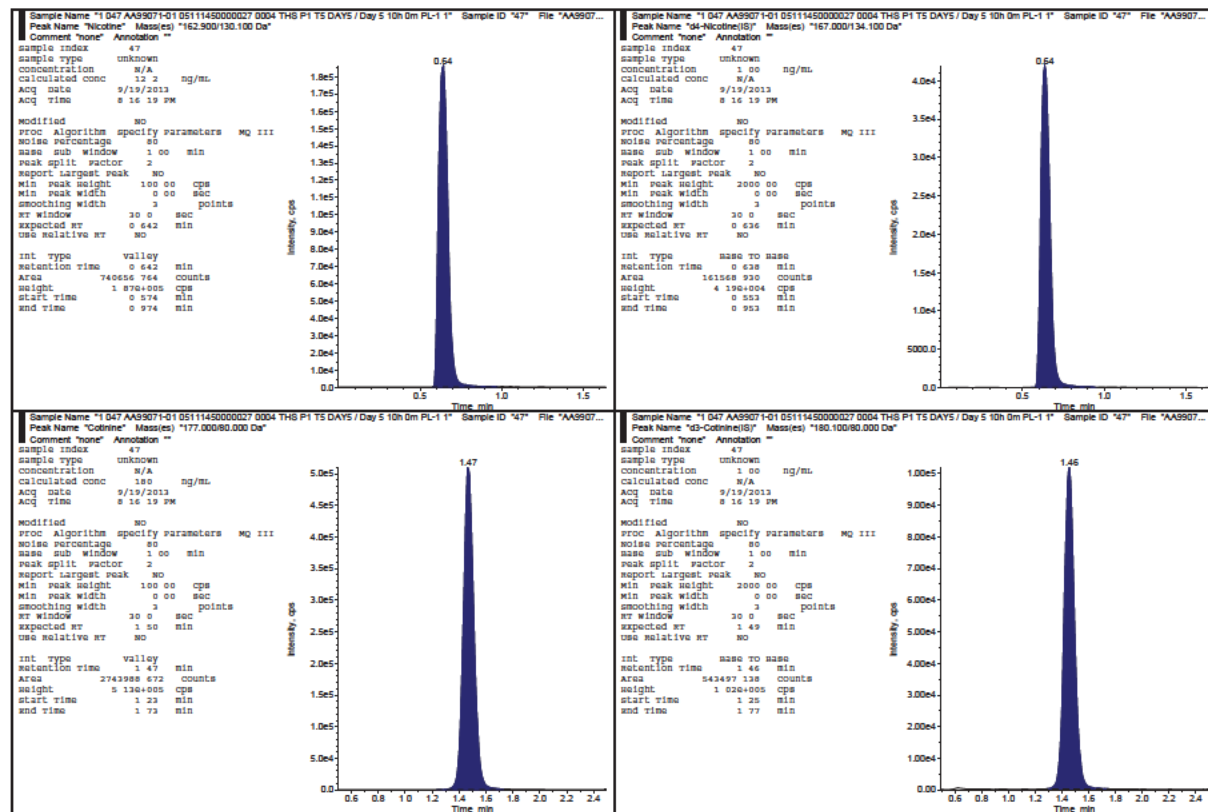 Sample Name "1 047 AA99071-01 05111450000027 0004 THS P1 T5 DAY5 / Day 5 10h 0m PL-1 1" Sample ID "47" File "AA9907...
Peak Name "Nicotine" Mass(es) "162.900/130.100 Da"
Comment "none" Annotation ""
Sample Index 47
Sample Type Unknown
Concentration N/A
Calculated Conc 12 2 ng/mL
Acq Date 9/19/2013
Acq Time 8 16 19 PM
Modified NO
Proc Algorithm Specify Parameters MQ III
Noise Percentage 80
Base Sub Window 1 00 min
Peak Split Factor 2
Report Largest Peak NO
Min Peak Height 100 00 cps
Min Peak Width 0 00 sec
Smoothing Width 3 points
RT Window 30 0 sec
Expected RT 0 642 min
Use Relative RT NO
Int Type Valley
Retention Time 0 642 min
Area 740656 764 counts
Height 1 87e+005 cps
Start Time 0 574 min
End Time 0 974 min
0.64
1.8e5
1.6e5
1.5e5
1.4e5
1.3e5
1.2e5
1.1e5
1.0e5
9.0e4
8.0e4
7.0e4
6.0e4
5.0e4
4.0e4
3.0e4
2.0e4
1.0e4
0.0
Intensity, cps
0.5 1.0 1.5
Time, min
Sample Name "1 047 AA99071-01 05111450000027 0004 THS P1 T5 DAY5 / Day 5 10h 0m PL-1 1" Sample ID "47" File "AA9907...
Peak Name "d4-Nicotine(IS)" Mass(es) "167.000/134.100 Da"
Comment "none" Annotation ""
Sample Index 47
Sample Type Unknown
Concentration 1 00 ng/mL
Calculated Conc N/A
Acq Date 9/19/2013
Acq Time 8 16 19 PM
Modified NO
Proc Algorithm Specify Parameters MQ III
Noise Percentage 80
Base Sub Window 1 00 min
Peak Split Factor 2
Report Largest Peak NO
Min Peak Height 2000 00 cps
Min Peak Width 0 00 sec
Smoothing Width 3 points
RT Window 30 0 sec
Expected RT 0 636 min
Use Relative RT NO
Int Type Base To Base
Retention Time 0 638 min
Area 161568 930 counts
Height 4 19e+004 cps
Start Time 0 553 min
End Time 0 953 min
0.64
4.0e4
3.5e4
3.0e4
2.5e4
2.0e4
1.5e4
1.0e4
5000.0
0.0
Intensity, cps
0.5 1.0 1.5
Time, min
Sample Name "1 047 AA99071-01 05111450000027 0004 THS P1 T5 DAY5 / Day 5 10h 0m PL-1 1" Sample ID "47" File "AA9907...
Peak Name "Cotinine" Mass(es) "177.000/80.000 Da"
Comment "none" Annotation ""
Sample Index 47
Sample Type Unknown
Concentration N/A
Calculated Conc 180 ng/mL
Acq Date 9/19/2013
Acq Time 8 16 19 PM
Modified NO
Proc Algorithm Specify Parameters MQ III
Noise Percentage 80
Base Sub Window 1 00 min
Peak Split Factor 2
Report Largest Peak NO
Min Peak Height 100 00 cps
Min Peak Width 0 00 sec
Smoothing Width 3 points
RT Window 30 0 sec
Expected RT 1 50 min
Use Relative RT NO
Int Type Valley
Retention Time 1 47 min
Area 2743988 672 counts
Height 5 13e+005 cps
Start Time 1 23 min
End Time 1 73 min
1.47
5.0e5
4.5e5
4.0e5
3.5e5
3.0e5
2.5e5
2.0e5
1.5e5
1.0e5
5.0e4
0.0
Intensity, cps
0.6 0.8 1.0 1.2 1.4 1.6 1.8 2.0 2.2 2.4
Time, min
Sample Name "1 047 AA99071-01 05111450000027 0004 THS P1 T5 DAY5 / Day 5 10h 0m PL-1 1" Sample ID "47" File "AA9907...
Peak Name "d3-Cotinine(IS)" Mass(es) "180.100/80.000 Da"
Comment "none" Annotation ""
Sample Index 47
Sample Type Unknown
Concentration 1 00 ng/mL
Calculated Conc N/A
Acq Date 9/19/2013
Acq Time 8 16 19 PM
Modified NO
Proc Algorithm Specify Parameters MQ III
Noise Percentage 80
Base Sub Window 1 00 min
Peak Split Factor 2
Report Largest Peak NO
Min Peak Height 2000 00 cps
Min Peak Width 0 00 sec
Smoothing Width 3 points
RT Window 30 0 sec
Expected RT 1 49 min
Use Relative RT NO
Int Type Base To Base
Retention Time 1 46 min
Area 543497 138 counts
Height 1 02e+005 cps
Start Time 1 25 min
End Time 1 77 min
1.46
1.00e5
9.00e4
8.00e4
7.00e4
6.00e4
5.00e4
4.00e4
3.00e4
2.00e4
1.00e4
0.00
Intensity, cps
0.6 0.8 1.0 1.2 1.4 1.6 1.8 2.0 2.2 2.4
Time, min